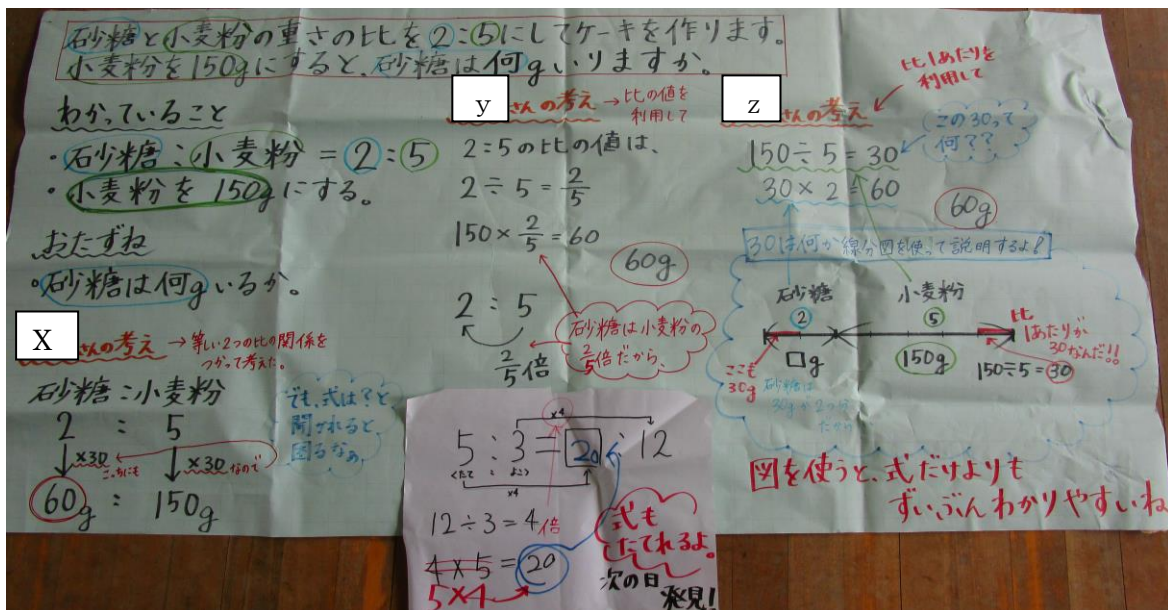 砂糖と小麦粉の重さの比を2:5にしてケーキを作ります。
小麦粉を150gにすると、砂糖は何gいりますか。
わかっていること
・砂糖:小麦粉=2:5
・小麦粉を150gにする。
おたずね
・砂糖は何gいるか。
X
さんの考え→等しい2つの比の関係を
つかって考えた。
砂糖:小麦粉
2 : 5
×30 こっちにも ×30 なので
60g : 150g
でも、式は?と
聞かれると、
困るなぁ
y
さんの考え→比の値を
利用して
2:5の比の値は、
2÷5=2/5
150×2/5=60
60g
2:5
2/5倍
砂糖は小麦粉の
2/5倍だから、
×4
5:3=20:12
(たて : よこ)
×4
12÷3=4倍
4×5=20
5×4
式も
たてれるよ。
次の日
発見!
z
さんの考え
比1あたりを
利用して
150÷5=30
この30って
何??
30×2=60
60g
30は何か線分図を使って説明するよ!
砂糖 小麦粉
2 5
□g 150g
ここも
30g
砂糖は
30gが2つ分
だから
比
1あたりが
30なんだ!!
150÷5=30
図を使うと、式だけよりも
ずいぶんわかりやすいね